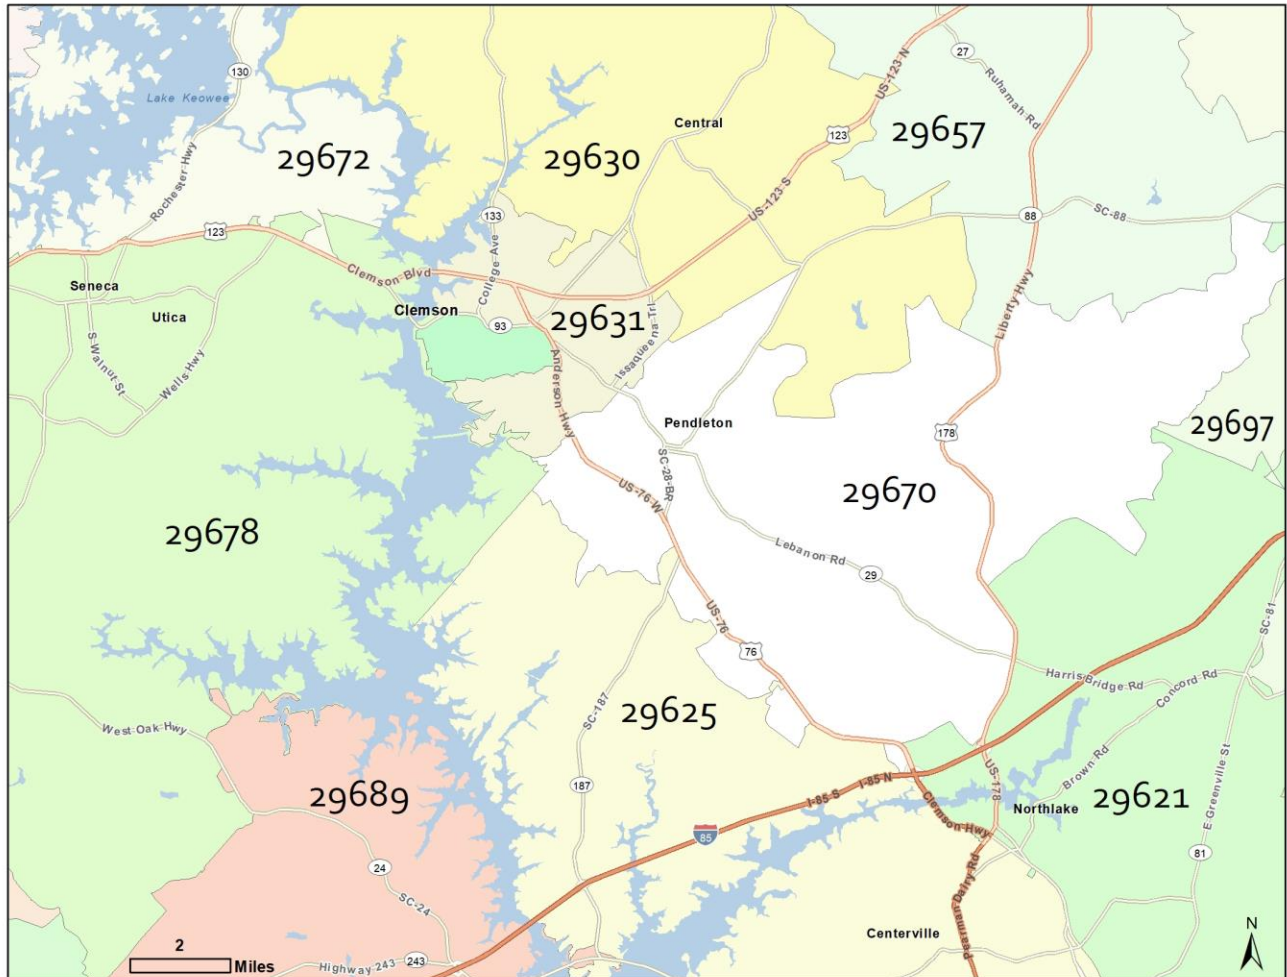 130
27
Ruhamah Rd
US-123 N
Lake Keowee
Central
123
29657
29672
29630
Rochester Hwy
133
US-123 S
88
SC-88
123
College Ave
Clemson Blvd
Seneca
Utica
Clemson
93
29631
Issaqueena Trl
Liberty Hwy
S Walnut St
Wells Hwy
Anderson Hwy
Pendleton
29697
178
SC-28-BR
US-76 W
29670
29678
Lebanon Rd
29
US-76
76
SC-81
Harris Bridge Rd
Concord Rd
SC-187
29625
West Oak Hwy
29689
187
I-85 S
I-85 N
US-178
Brown Rd
29621
Northlake
E Greenville St
85
Clemson Hwy
24
81
SC-24
Pearman Dairy Rd
Centerville
N
2
Miles
Highway 243
243